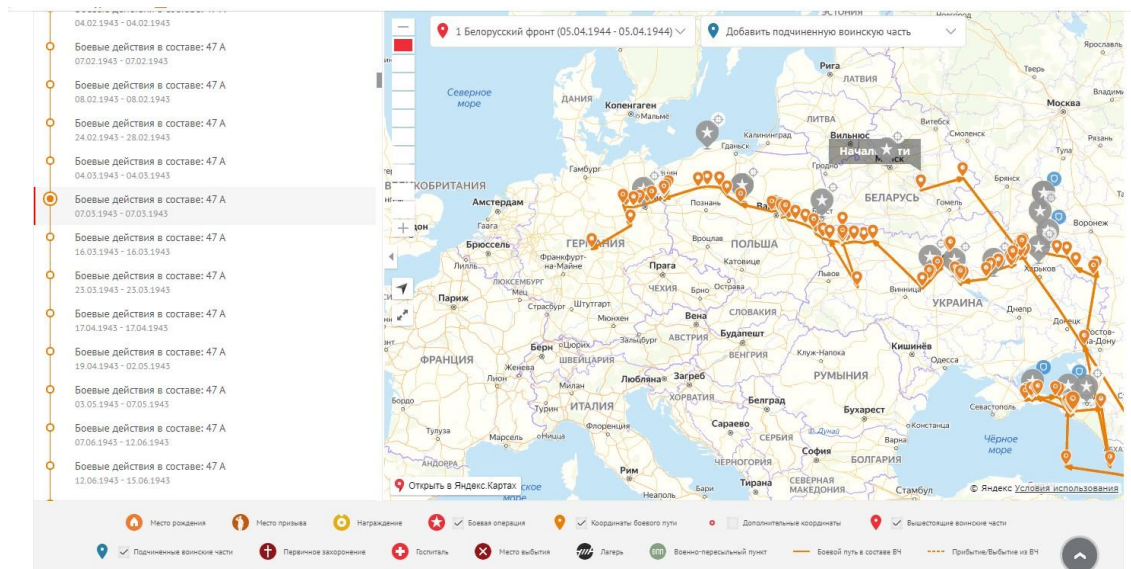 04.02.1943 - 04.02.1943
Боевые действия в составе: 47 А
07.02.1943 - 07.02.1943
Боевые действия в составе: 47 А
08.02.1943 - 08.02.1943
Боевые действия в составе: 47 А
24.02.1943 - 28.02.1943
Боевые действия в составе: 47 А
04.03.1943 - 04.03.1943
Боевые действия в составе: 47 А
07.03.1943 - 07.03.1943
Боевые действия в составе: 47 А
16.03.1943 - 16.03.1943
Боевые действия в составе: 47 А
23.03.1943 - 23.03.1943
Боевые действия в составе: 47 А
17.04.1943 - 17.04.1943
Боевые действия в составе: 47 А
19.04.1943 - 02.05.1943
Боевые действия в составе: 47 А
03.05.1943 - 07.05.1943
Боевые действия в составе: 47 А
07.06.1943 - 12.06.1943
Боевые действия в составе: 47 А
12.06.1943 - 15.06.1943
1 Белорусский фронт (05.04.1944 - 05.04.1944)
Добавить подчиненную воинскую часть
Ярославль
Рига
ЛАТВИЯ
Тверь
Северное
море
ДАНИЯ
Копенгаген
Мальмё
Москва
ЛИТВА
Витебск
Калининград
Вильнюс
Смоленск
Рязань
Гданьск
Тула
Гамбург
Гродно
Брянск
Амстердам
БЕЛАРУСЬ
Гомель
Познань
Гаага
Воронеж
Брюссель
ГЕРМАНИЯ
Вроцлав
ПОЛЬША
Лилль
Франкфурт-
на-Майне
Прага
Катовице
Львов
Харьков
ЛЮКСЕМБУРГ
ЧЕХИЯ
Брно
Острава
Винница
Мец
УКРАИНА
Париж
Страсбург
Штутгарт
СЛОВАКИЯ
Днепр
Мюнхен
Вена
Донецк
Зальцбург
АВСТРИЯ
Будапешт
Берн
Цюрих
Кишинёв
ФРАНЦИЯ
ШВЕЙЦАРИЯ
ВЕНГРИЯ
Клуж-Напока
Одесса
Женева
РУМЫНИЯ
Лион
Милан
Любляна
Загреб
Бордо
Турин
ИТАЛИЯ
ХОРВАТИЯ
Белград
Бухарест
Севастополь
Тулуза
Флоренция
Сараево
Констанца
Марсель
Ницца
СЕРБИЯ
р. Дунай
Варна
Чёрное
море
АНДОРРА
ЧЕРНОГОРИЯ
София
БОЛГАРИЯ
Рим
Открыть в Яндекс.Картах
Бари
Тирана
СЕВЕРНАЯ
МАКЕДОНИЯ
Стамбул
© Яндекс Условия использования
Неаполь
Место рождения
Место призыва
Награждение
Боевая операция
Координаты боевого пути
Дополнительные координаты
Вышестоящие воинские части
Подчиненные воинские части
Первичное захоронение
Госпиталь
Место выбытия
Лагерь
ВПП
Военно-пересыльный пункт
Боевой путь в составе ВЧ
Прибытие/Выбытие из ВЧ